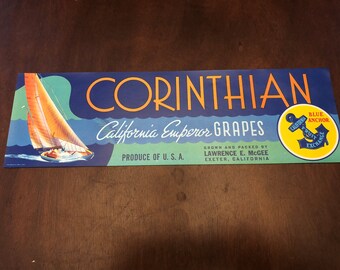 CORINTHIAN
California Emperor GRAPES
PRODUCE OF U. S. A.
GROWN AND PACKED BY
LAWRENCE E. McGEE
EXETER, CALIFORNIA
BLUE
ANCHOR